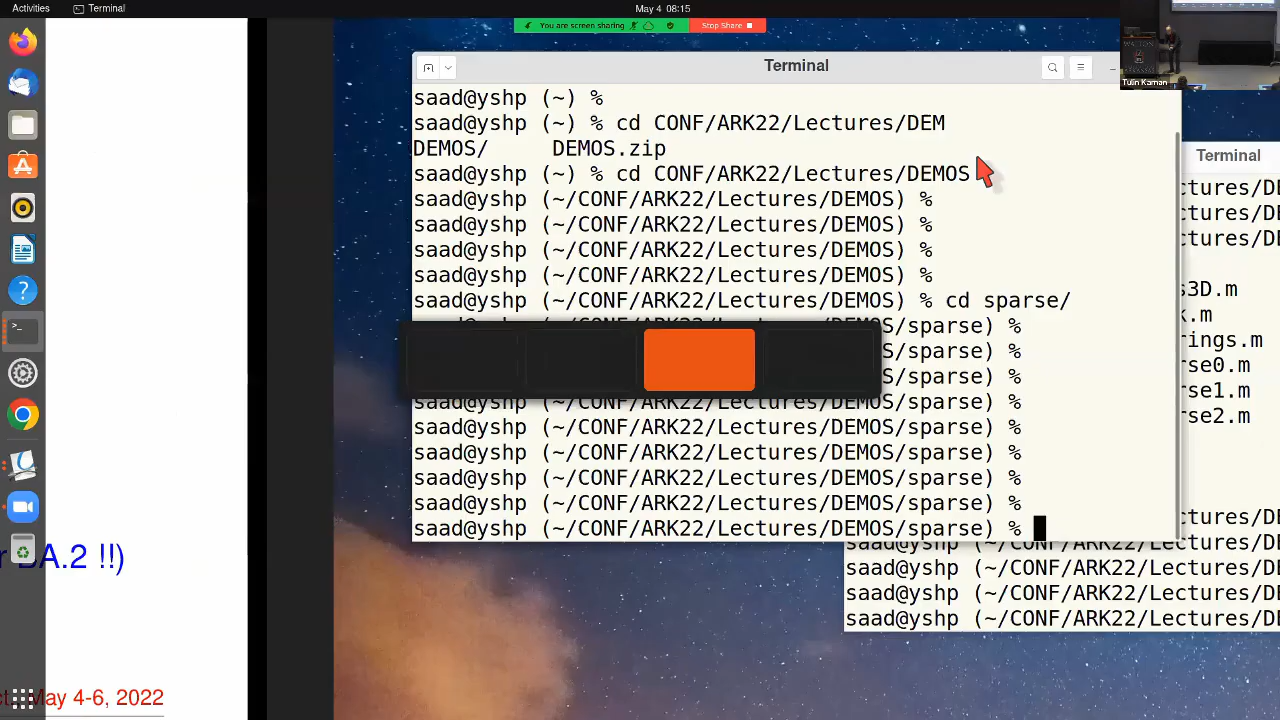 Activities
Terminal
May 4 08:15
You are screen sharing
Stop Share
Tulin Kaman
Terminal
saad@yshp (~) %
saad@yshp (~) % cd CONF/ARK22/Lectures/DEM
DEMOS/ DEMOS.zip
saad@yshp (~) % cd CONF/ARK22/Lectures/DEMOS
saad@yshp (~/CONF/ARK22/Lectures/DEMOS) %
saad@yshp (~/CONF/ARK22/Lectures/DEMOS) %
saad@yshp (~/CONF/ARK22/Lectures/DEMOS) %
saad@yshp (~/CONF/ARK22/Lectures/DEMOS) %
saad@yshp (~/CONF/ARK22/Lectures/DEMOS) % cd sparse/
S/sparse) %
S/sparse) %
S/sparse) %
saad@yshp (~/CONF/ARK22/Lectures/DEMOS/sparse) %
saad@yshp (~/CONF/ARK22/Lectures/DEMOS/sparse) %
saad@yshp (~/CONF/ARK22/Lectures/DEMOS/sparse) %
saad@yshp (~/CONF/ARK22/Lectures/DEMOS/sparse) %
saad@yshp (~/CONF/ARK22/Lectures/DEMOS/sparse) %
saad@yshp (~/CONF/ARK22/Lectures/DEMOS/sparse) %
Terminal
ctures/DE
ctures/DE
ctures/DE
s3D.m
k.m
rings.m
rse0.m
rse1.m
rse2.m
ctures/DE
saad@yshp (~/CONF/ARK22/Lectures/DE
saad@yshp (~/CONF/ARK22/Lectures/DE
saad@yshp (~/CONF/ARK22/Lectures/DE
saad@yshp (~/CONF/ARK22/Lectures/DE
A.2 !!)
May 4-6, 2022